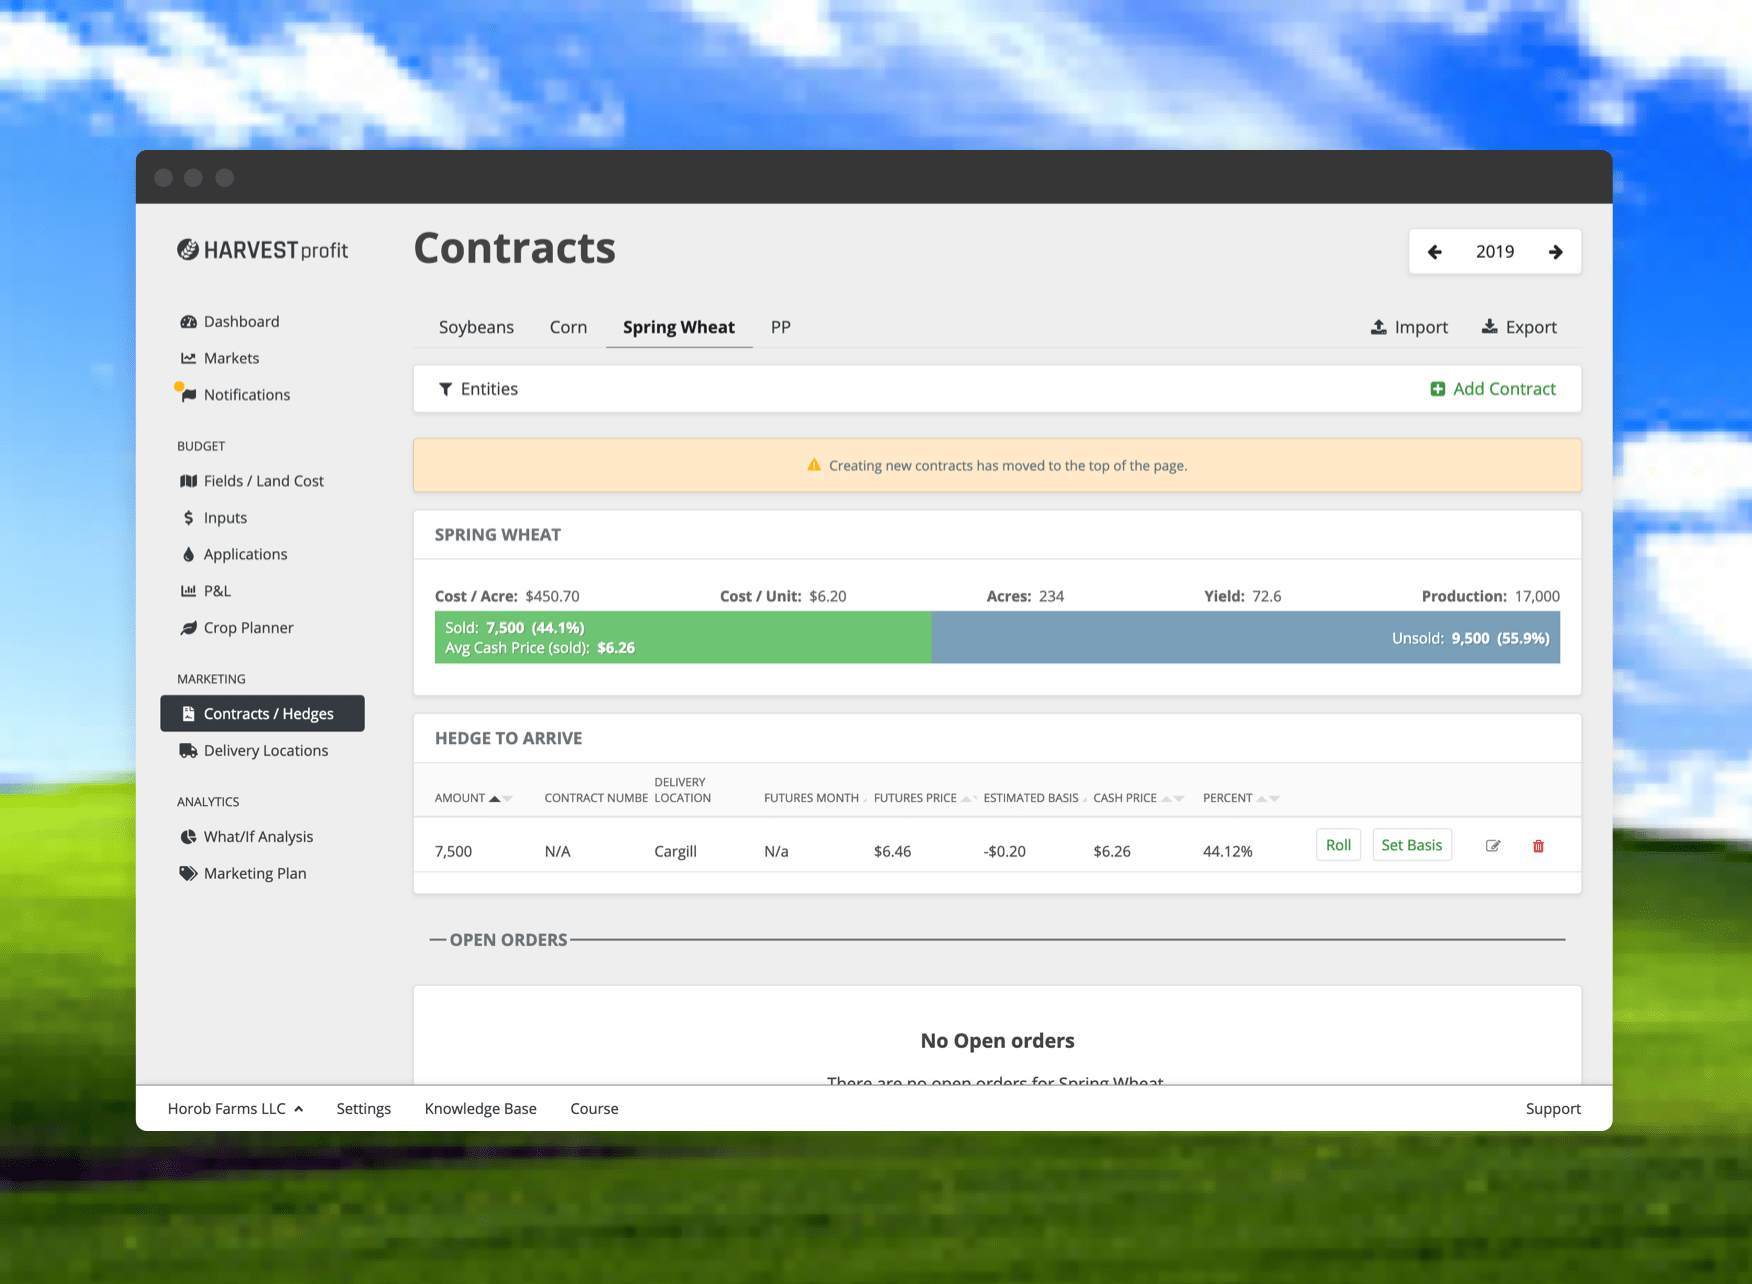 HARVEST profit
Contracts
2019
Dashboard
Markets
Notifications
BUDGET
Fields / Land Cost
Inputs
Applications
P&L
Crop Planner
MARKETING
Contracts / Hedges
Delivery Locations
ANALYTICS
What/If Analysis
Marketing Plan
Soybeans Corn Spring Wheat PP Import Export
Entities Add Contract
Creating new contracts has moved to the top of the page.
SPRING WHEAT
Cost / Acre: $450.70 Cost / Unit: $6.20 Acres: 234 Yield: 72.6 Production: 17,000
Sold: 7,500 (44.1%)
Avg Cash Price (sold): $6.26
Unsold: 9,500 (55.9%)
HEDGE TO ARRIVE
AMOUNT CONTRACT NUMBE DELIVERY LOCATION FUTURES MONTH FUTURES PRICE ESTIMATED BASIS CASH PRICE PERCENT
7,500 N/A Cargill N/a $6.46 -$0.20 $6.26 44.12% Roll Set Basis
OPEN ORDERS
No Open orders
There are no open orders for Spring Wheat
Horob Farms LLC Settings Knowledge Base Course Support